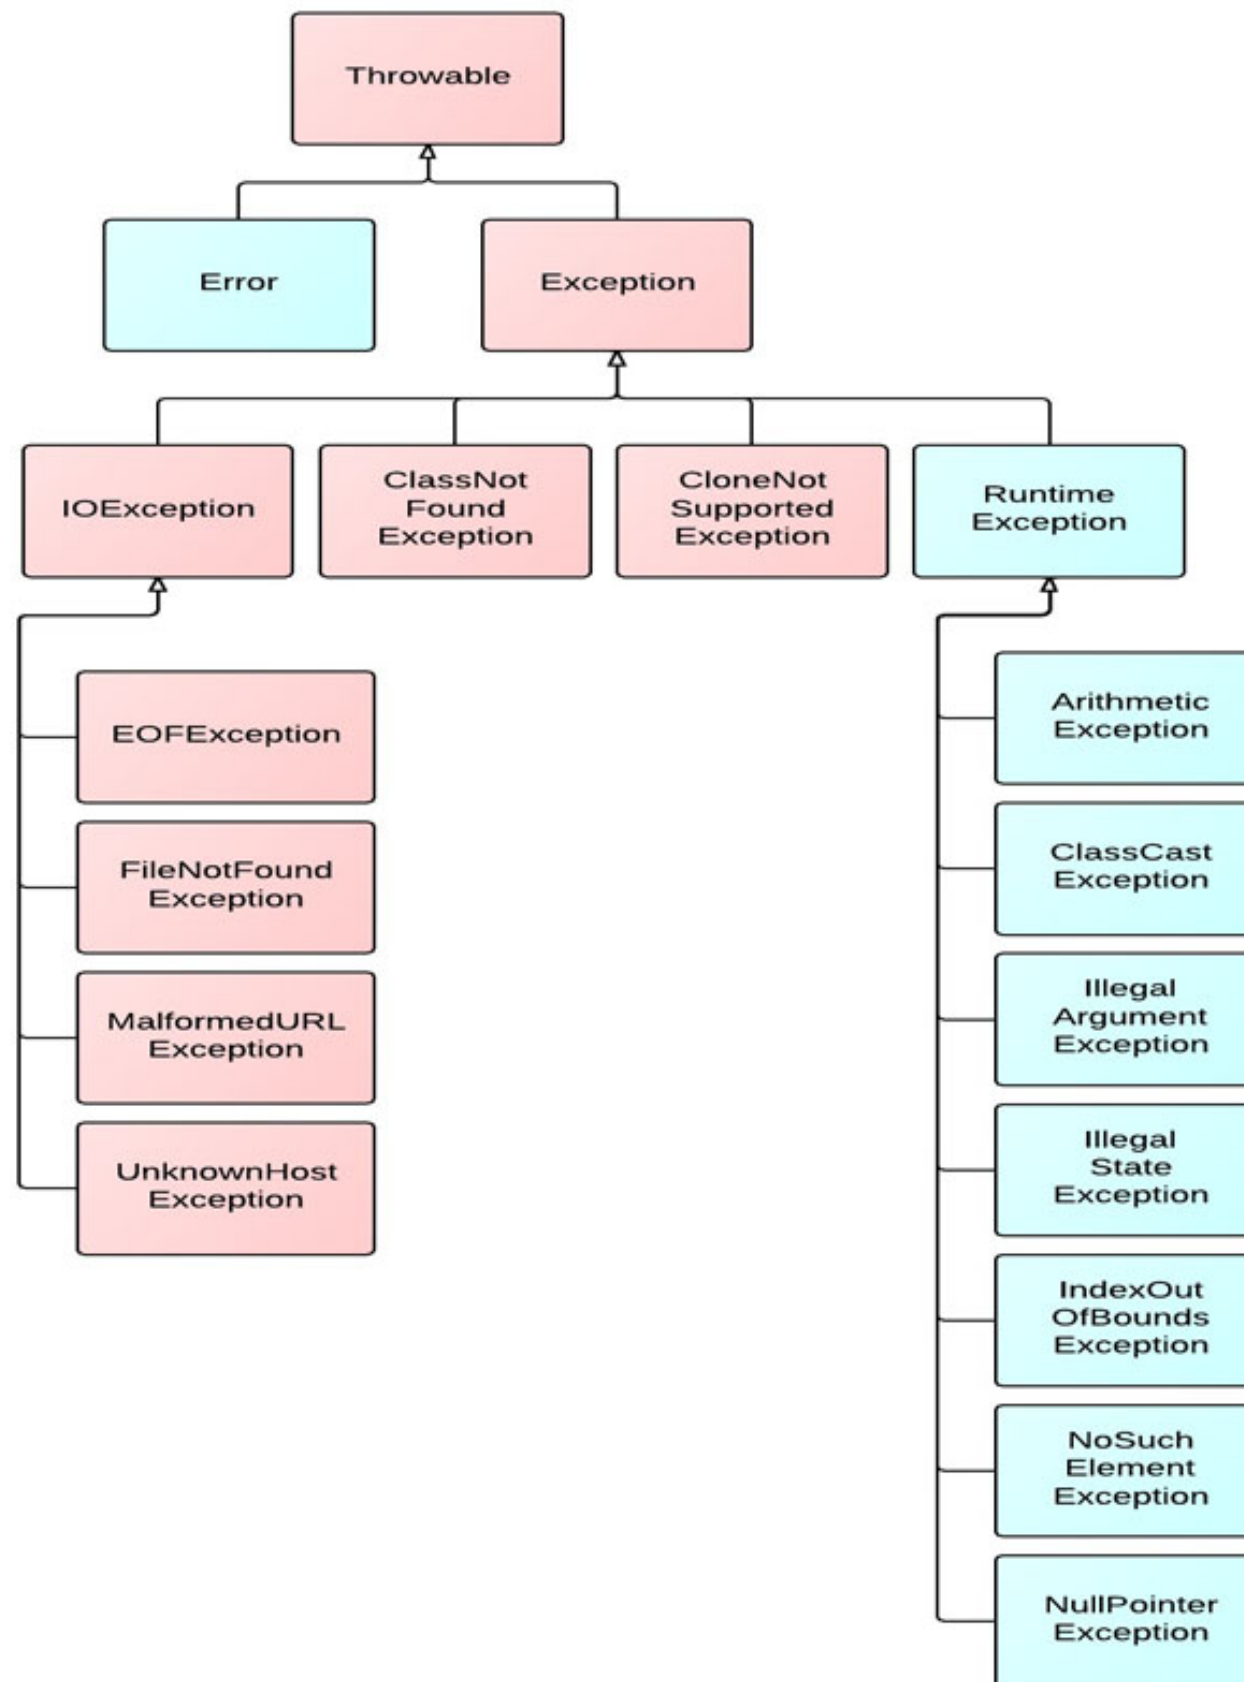 Throwable
Error
Exception
IOException
ClassNot
Found
Exception
CloneNot
Supported
Exception
Runtime
Exception
EOFException
FileNotFound
Exception
MalformedURL
Exception
UnknownHost
Exception
Arithmetic
Exception
ClassCast
Exception
Illegal
Argument
Exception
Illegal
State
Exception
IndexOut
OfBounds
Exception
NoSuch
Element
Exception
NullPointer
Exception